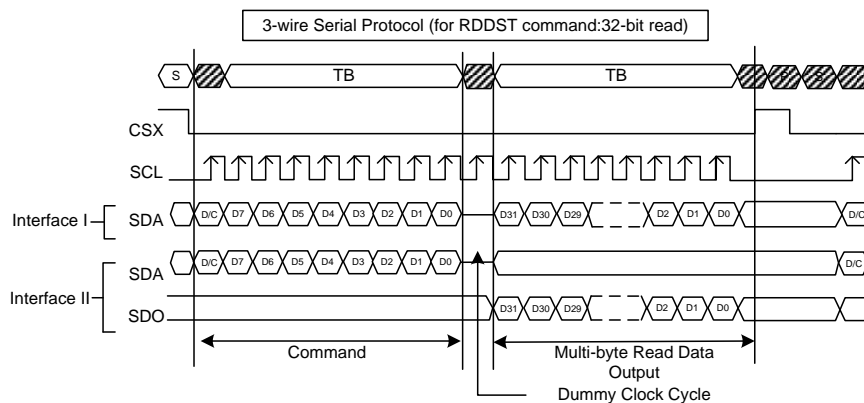 3-wire Serial Protocol (for RDDST command:32-bit read)
S TB TB P S
CSX
SCL
Interface I SDA D/C D7 D6 D5 D4 D3 D2 D1 D0 D31 D30 D29 D2 D1 D0 D/C
SDA D/C D7 D6 D5 D4 D3 D2 D1 D0 D/C
Interface II
SDO D31 D30 D29 D2 D1 D0
Command Multi-byte Read Data
Output
Dummy Clock Cycle